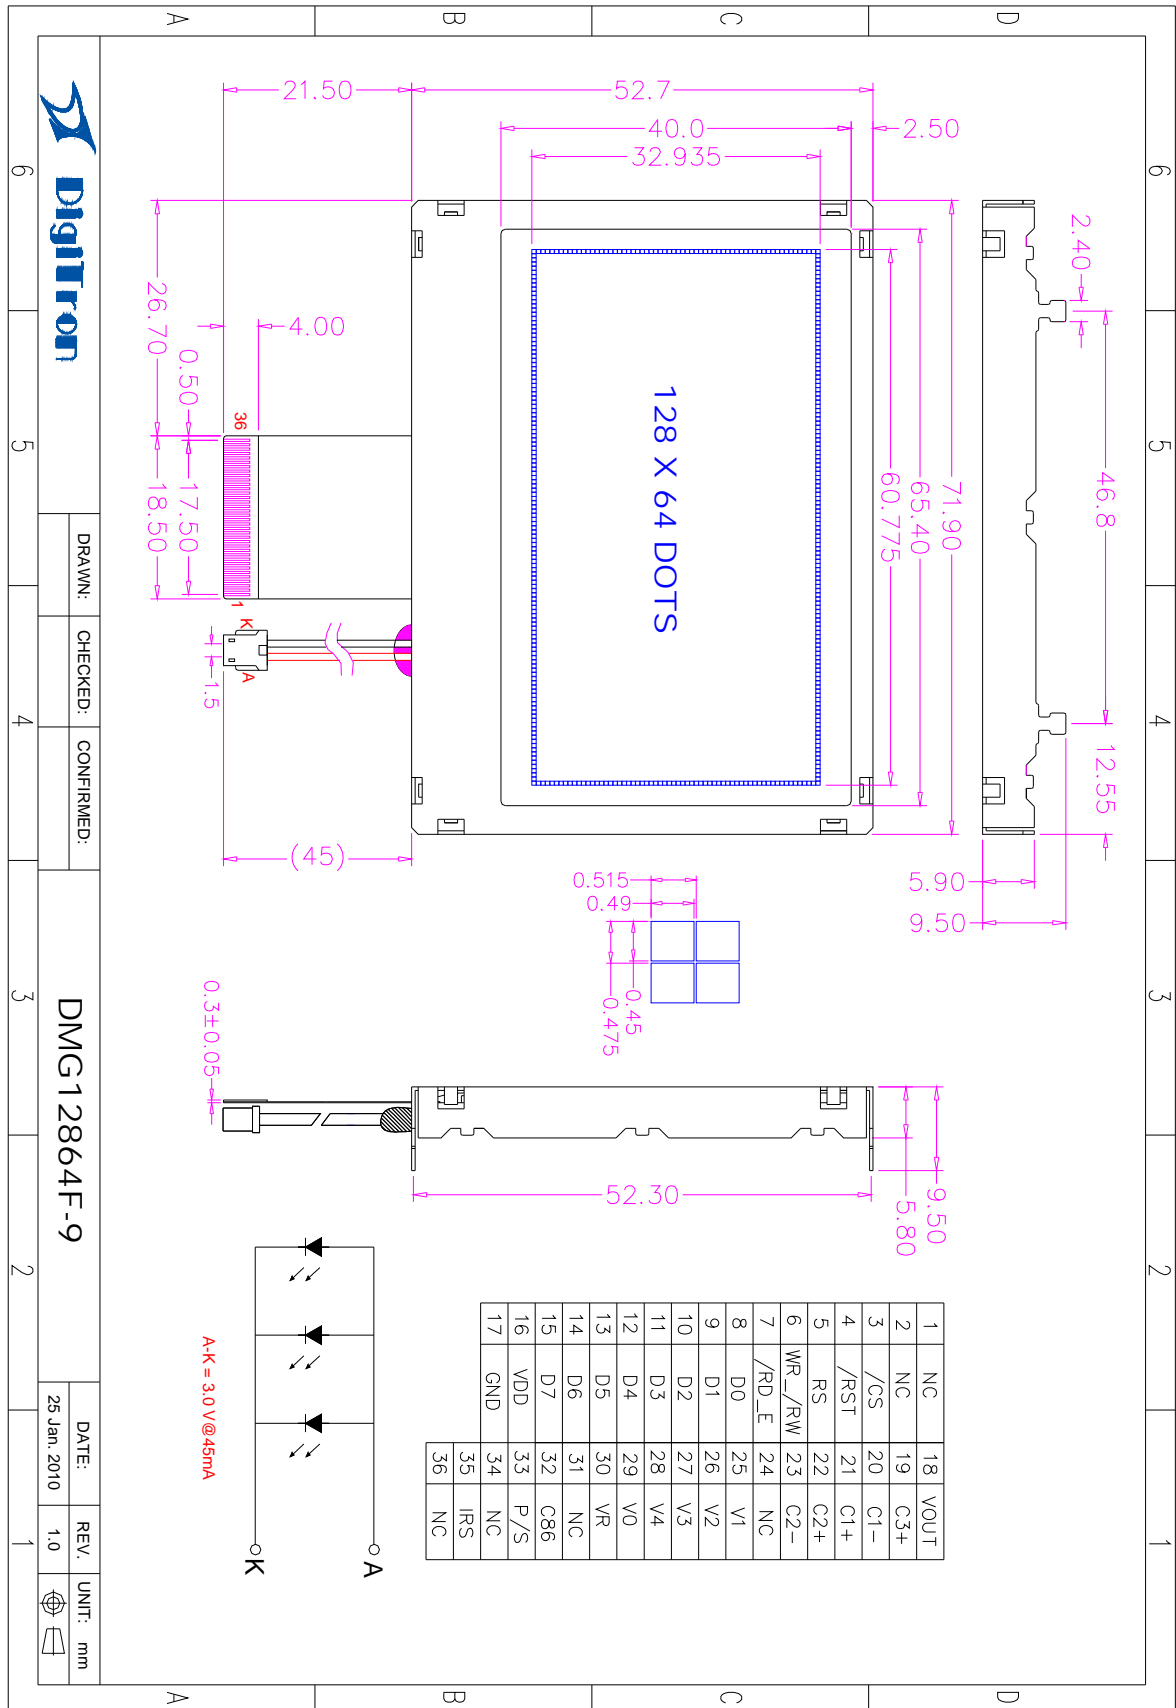 6
5
4
3
2
1
D
C
B
A
D
C
B
A
6
5
4
3
2
1
2.40
46.8
12.55
5.90
9.50
71.90
65.40
60.775
2.50
52.7
40.0
32.935
21.50
128 X 64 DOTS
26.70
0.50
17.50
18.50
4.00
36
1
K
A
1.5
(45)
0.515
0.49
0.45
0.475
9.50
5.80
52.30
0.3±0.05
1 NC 18 VOUT
2 NC 19 C3+
3 /CS 20 C1-
4 /RST 21 C1+
5 RS 22 C2+
6 WR_/RW 23 C2-
7 /RD_E 24 NC
8 D0 25 V1
9 D1 26 V2
10 D2 27 V3
11 D3 28 V4
12 D4 29 V0
13 D5 30 VR
14 D6 31 NC
15 D7 32 C86
16 VDD 33 P/S
17 GND 34 NC
35 IRS
36 NC
A
K
A-K = 3.0 V@45mA
DigiTron
DRAWN:
CHECKED:
CONFIRMED:
DMG12864F-9
DATE:
25 Jan. 2010
REV.
1.0
UNIT: mm